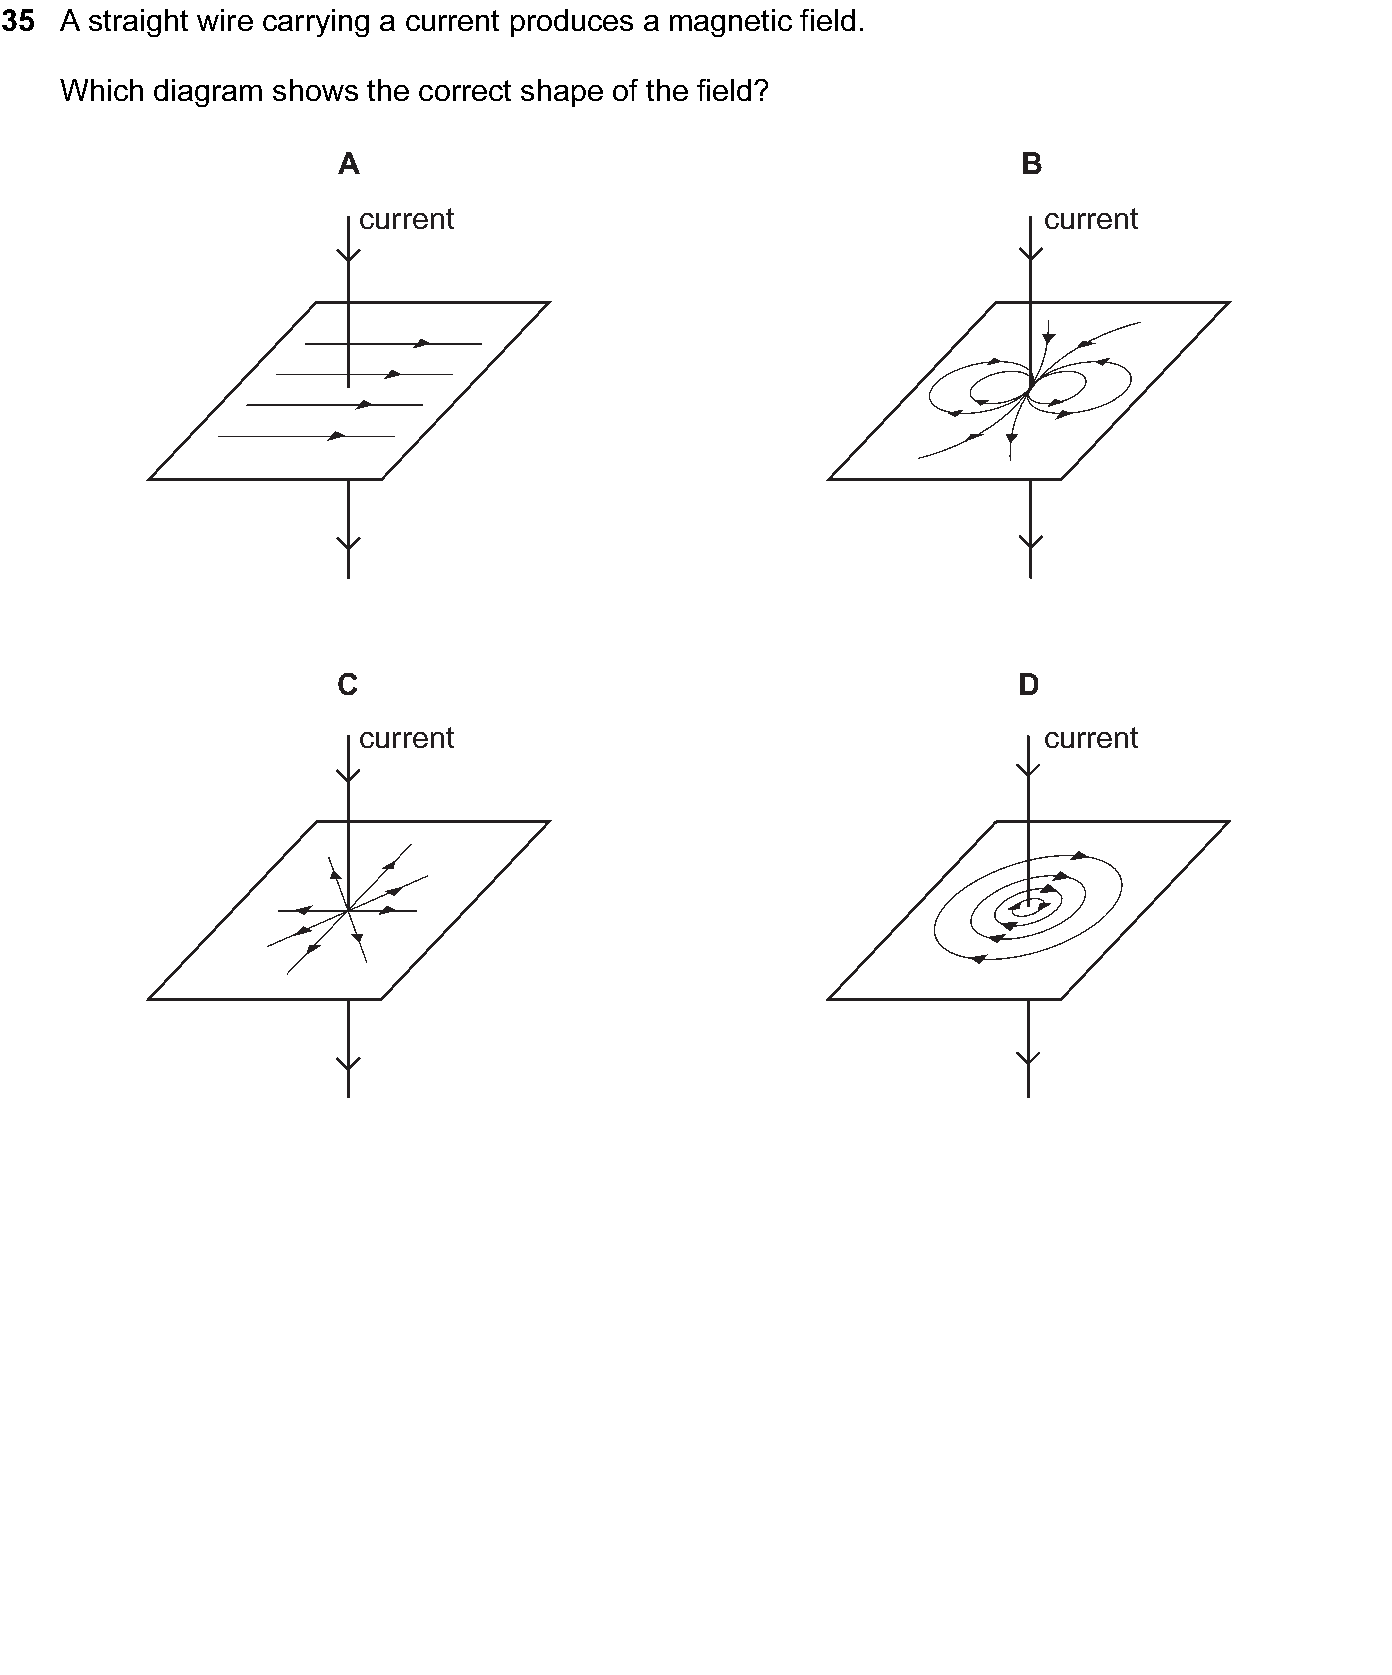 35 A straight wire carrying a current produces a magnetic field.
Which diagram shows the correct shape of the field?
A
B
current
current
C
D
current
current